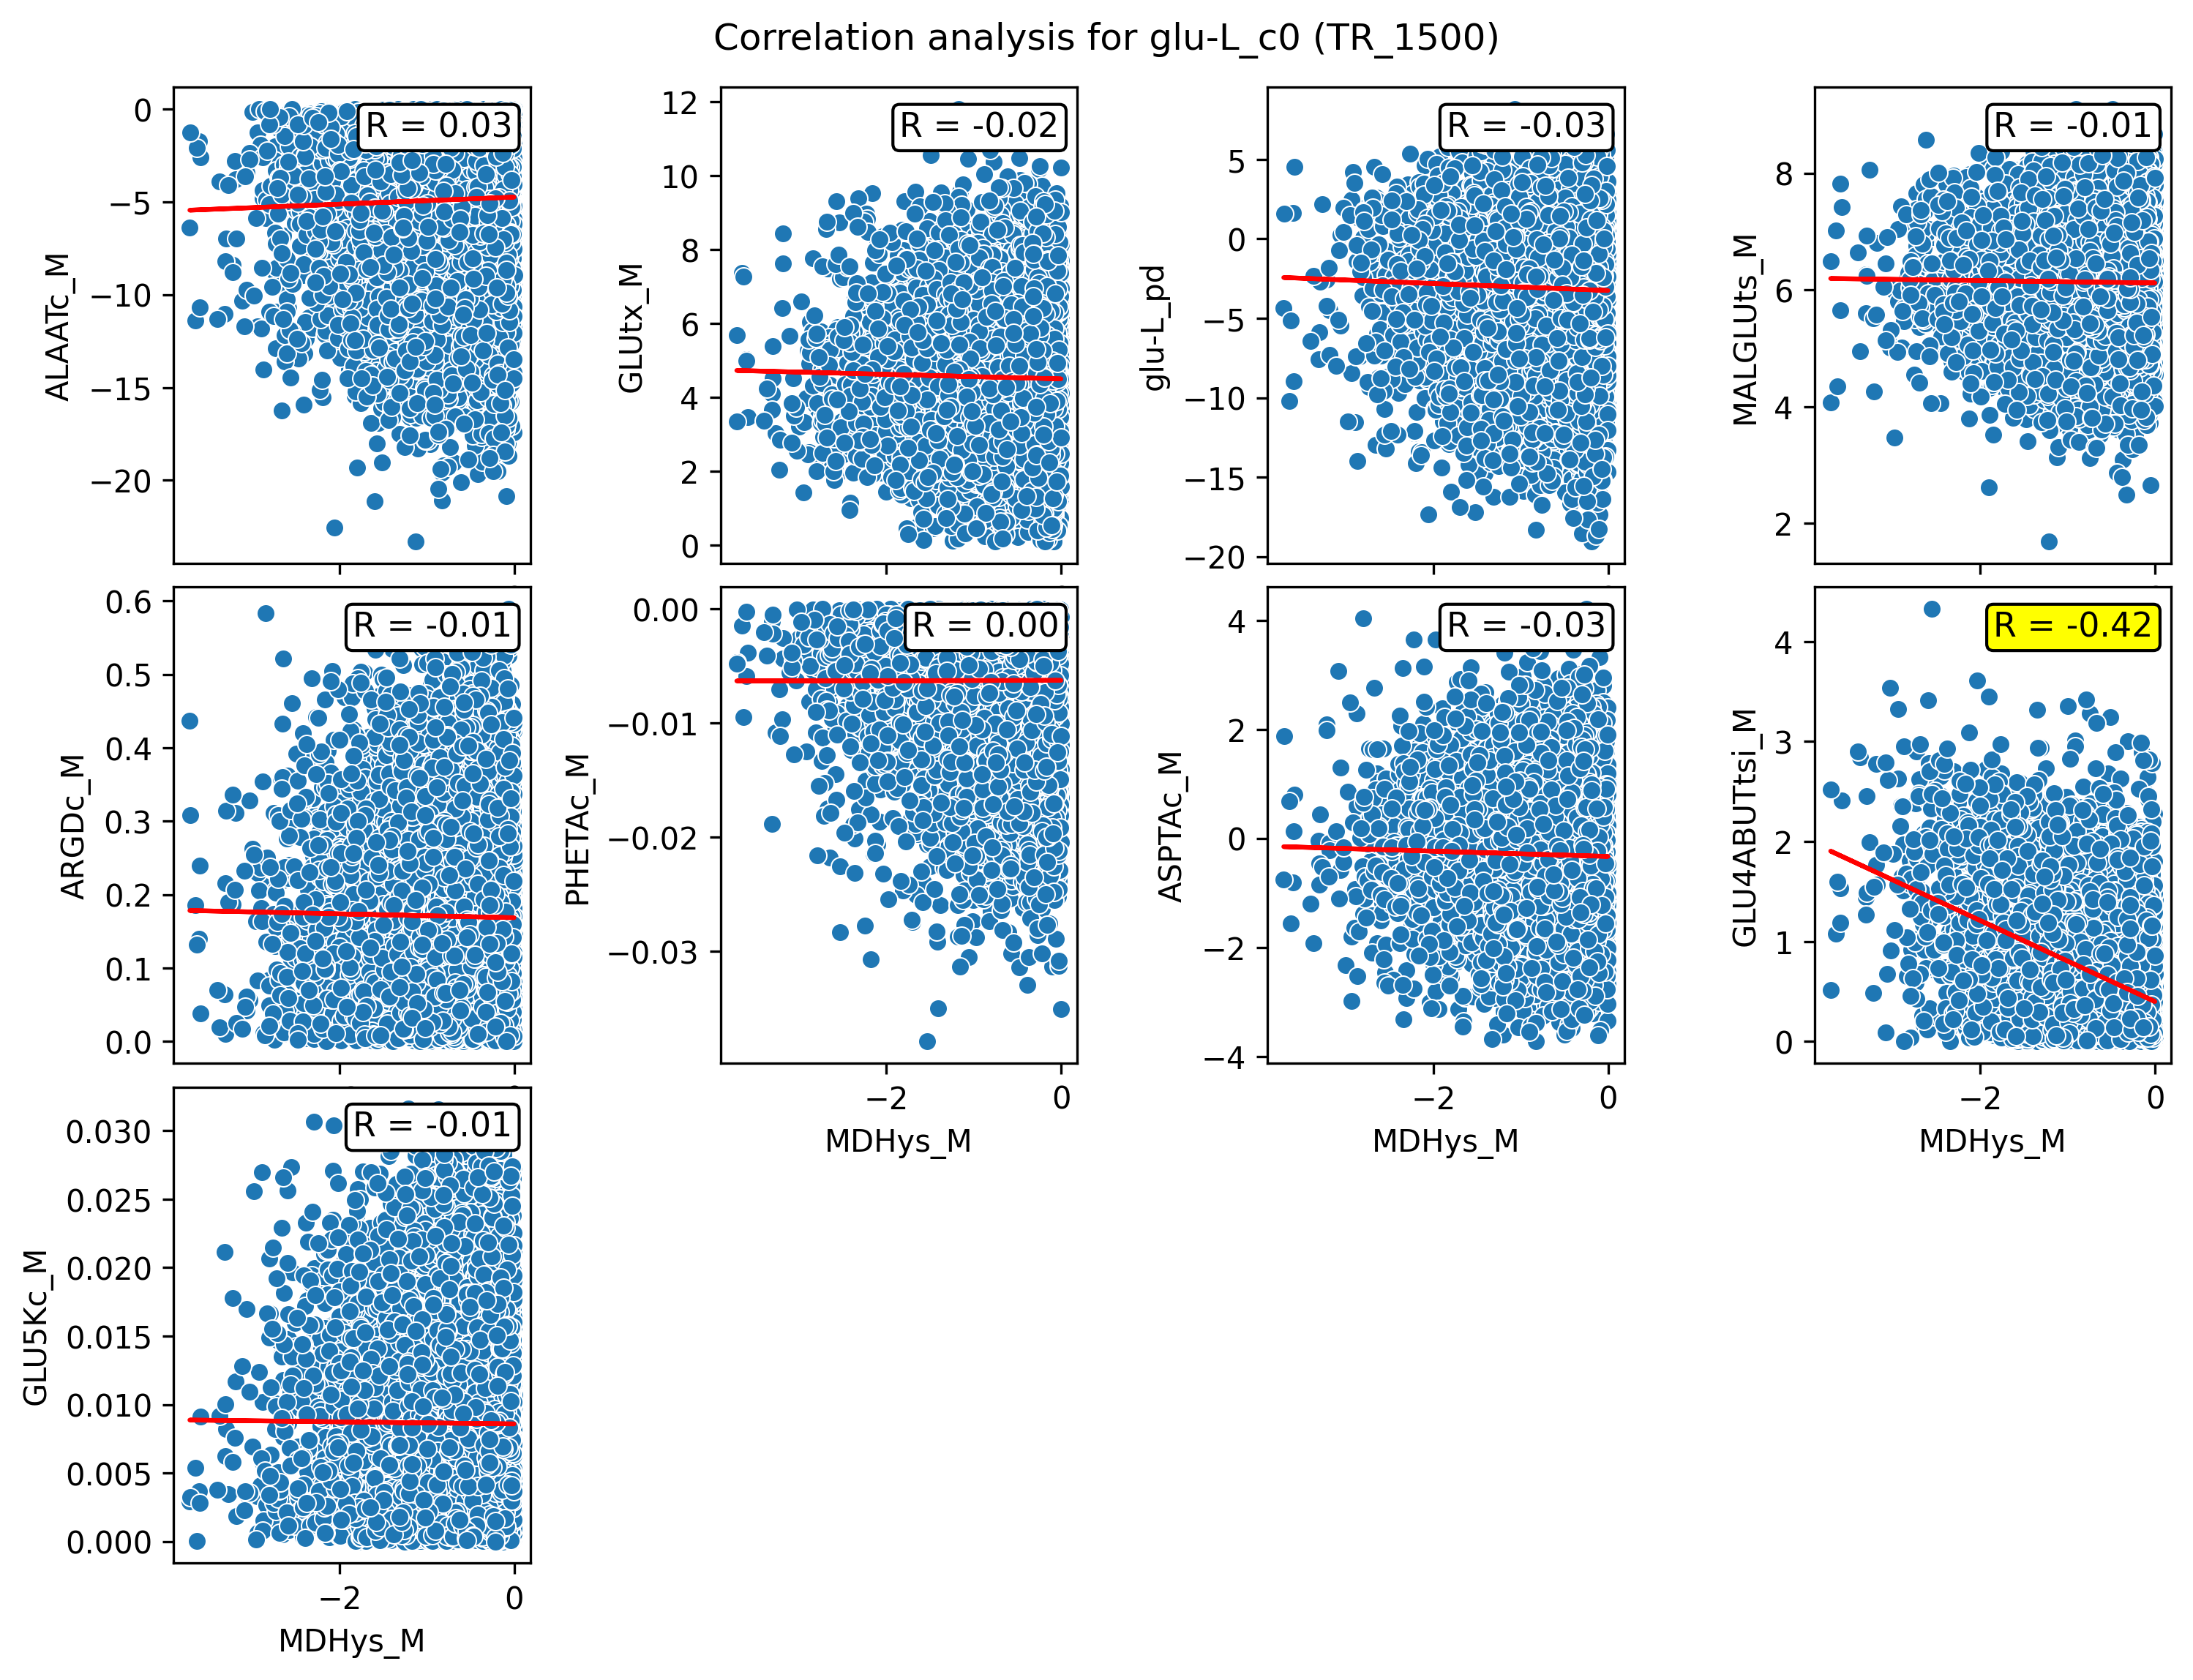 Correlation analysis for glu-L_c0 (TR_1500)
ALAATc_M
0
−5
−10
−15
−20
R = 0.03
GLUtx_M
12
10
8
6
4
2
0
R = -0.02
glu-L_pd
5
0
−5
−10
−15
−20
R = -0.03
MALGLUts_M
8
6
4
2
R = -0.01
ARGDc_M
0.6
0.5
0.4
0.3
0.2
0.1
0.0
R = -0.01
PHETAc_M
0.00
−0.01
−0.02
−0.03
R = 0.00
−2 0
MDHys_M
ASPTAc_M
4
2
0
−2
−4
R = -0.03
−2 0
MDHys_M
GLU4ABUTtsi_M
4
3
2
1
0
R = -0.42
−2 0
MDHys_M
GLU5Kc_M
0.030
0.025
0.020
0.015
0.010
0.005
0.000
R = -0.01
−2 0
MDHys_M